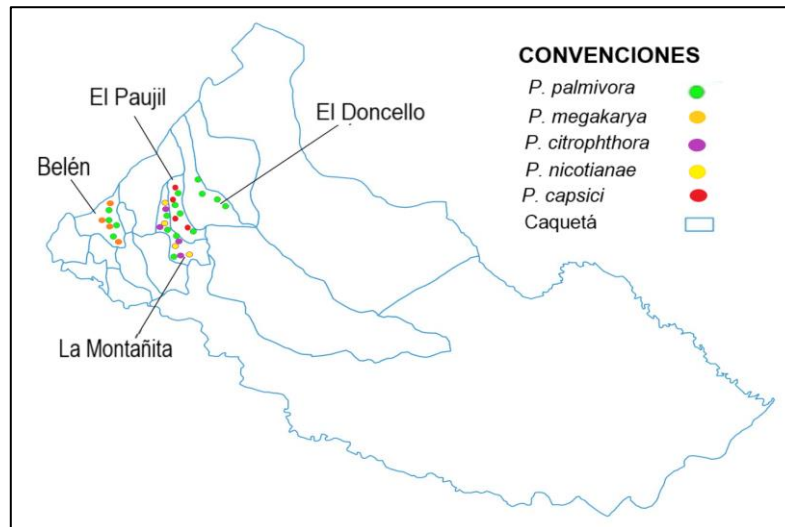 CONVENCIONES
P. palmivora
P. megakarya
P. citrophthora
P. nicotianae
P. capsici
Caquetá
El Paujil
El Doncello
Belén
La Montañita